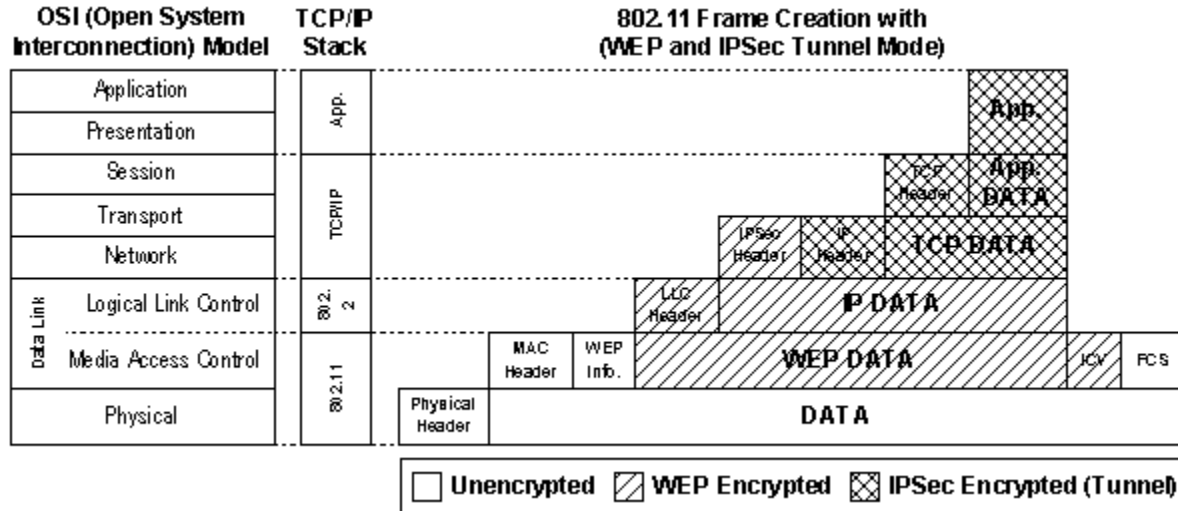 OSI (Open System
Interconnection) Model
TCP/IP
Stack
802.11 Frame Creation with
(WEP and IPSec Tunnel Mode)
Application
Presentation
Session
Transport
Network
Data Link
Logical Link Control
Media Access Control
Physical
App.
TCP/IP
802.
2
802.11
App.
TCP
Header
App.
DATA
IPSec
Header
IP
Header
TCP DATA
LLC
Header
IP DATA
MAC
Header
WEP
Info.
WEP DATA
ICV
FCS
Physical
Header
DATA
Unencrypted
WEP Encrypted
IPSec Encrypted (Tunnel)